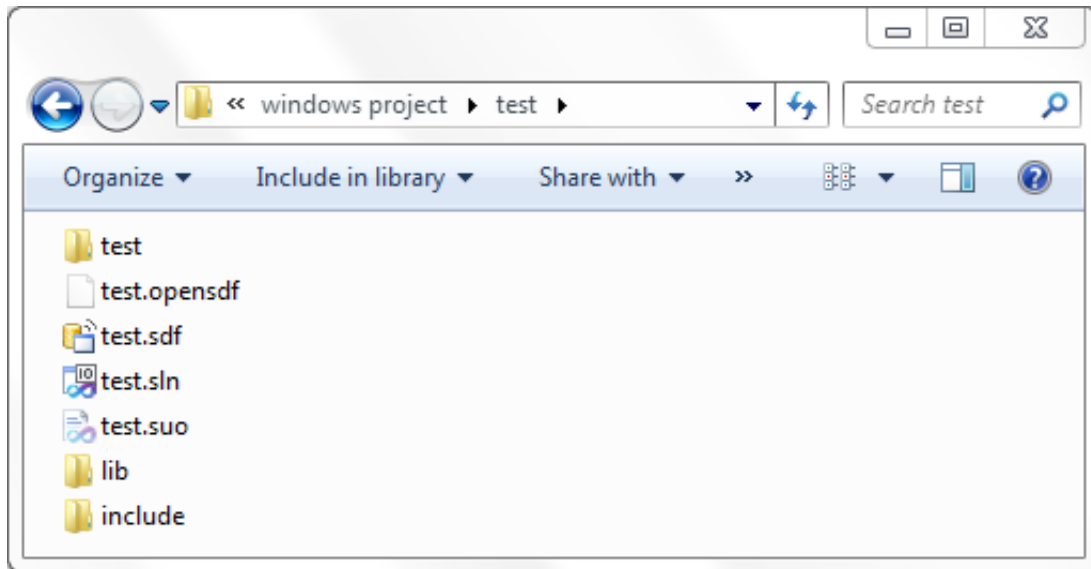 « windows project ▸ test ▸ Search test
Organize Include in library Share with »
test
test.opensdf
test.sdf
10
test.sln
test.suo
lib
include